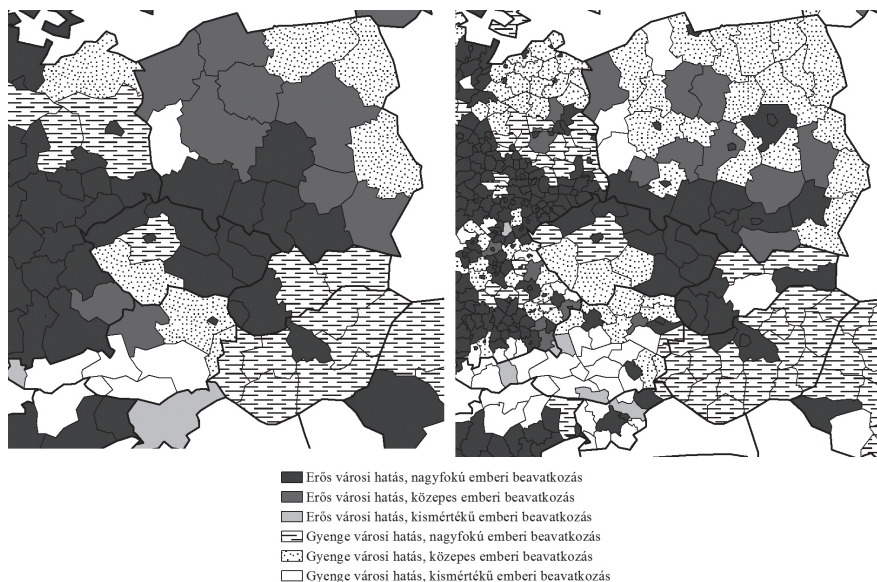 Erős városi hatás, nagyfokú emberi beavatkozás
Erős városi hatás, közepes emberi beavatkozás
Erős városi hatás, kismértékű emberi beavatkozás
Gyenge városi hatás, nagyfokú emberi beavatkozás
Gyenge városi hatás, közepes emberi beavatkozás
Gyenge városi hatás, kismértékű emberi beavatkozás